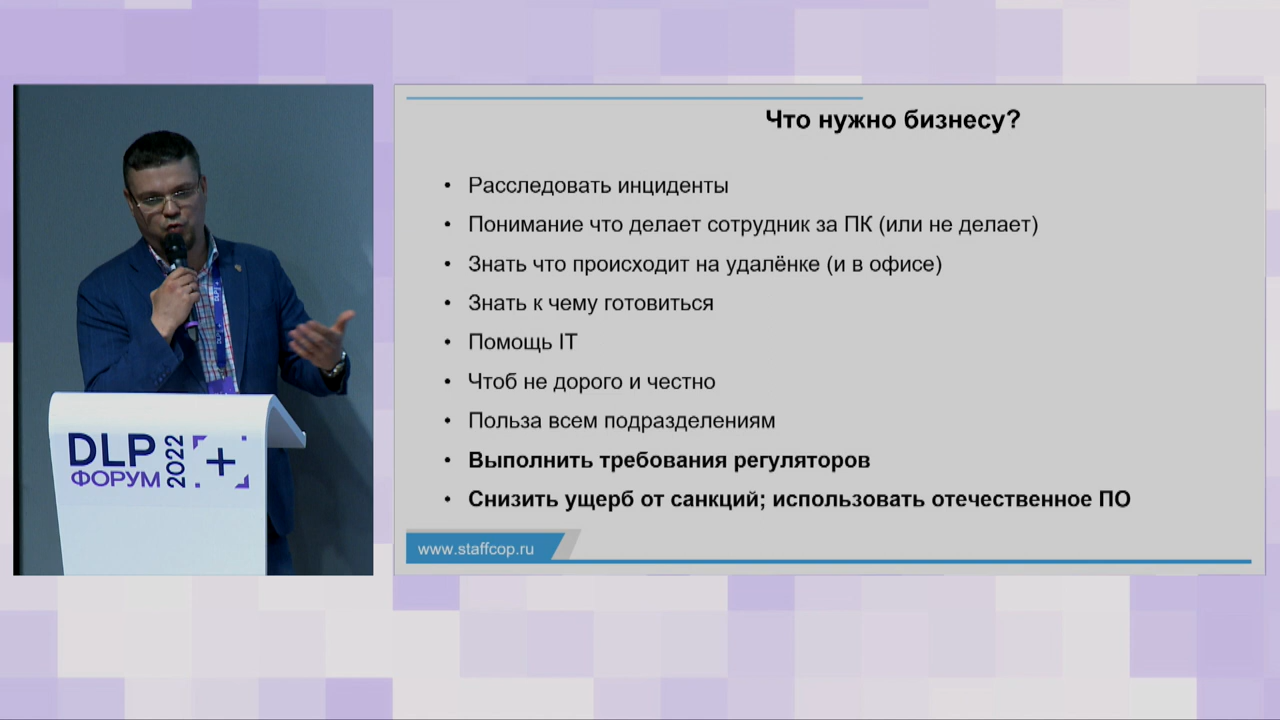 Что нужно бизнесу?
• Расследовать инциденты
• Понимание что делает сотрудник за ПК (или не делает)
• Знать что происходит на удалёнке (и в офисе)
• Знать к чему готовиться
• Помощь IT
• Чтоб не дорого и честно
• Польза всем подразделениям
• Выполнить требования регуляторов
• Снизить ущерб от санкций; использовать отечественное ПО
www.staffcop.ru
DLP
ФОРУМ
2022
DLP